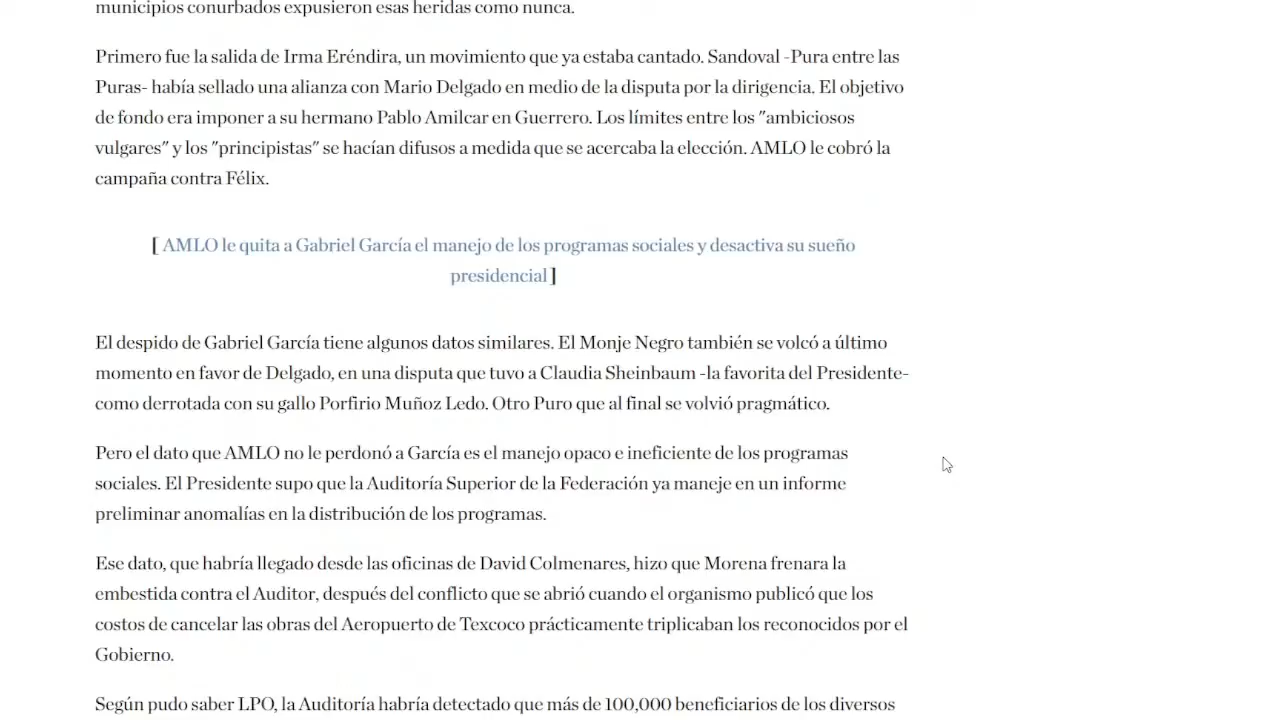 municipios conurbados expusieron esas heridas como nunca.
Primero fue la salida de Irma Eréndira, un movimiento que ya estaba cantado. Sandoval -Pura entre las
Puras- había sellado una alianza con Mario Delgado en medio de la disputa por la dirigencia. El objetivo
de fondo era imponer a su hermano Pablo Amilcar en Guerrero. Los límites entre los "ambiciosos
vulgares" y los "principistas" se hacían difusos a medida que se acercaba la elección. AMLO le cobró la
campaña contra Félix.
[ AMLO le quita a Gabriel García el manejo de los programas sociales y desactiva su sueño
presidencial ]
El despido de Gabriel García tiene algunos datos similares. El Monje Negro también se volcó a último
momento en favor de Delgado, en una disputa que tuvo a Claudia Sheinbaum -la favorita del Presidente-
como derrotada con su gallo Porfirio Muñoz Ledo. Otro Puro que al final se volvió pragmático.
Pero el dato que AMLO no le perdonó a García es el manejo opaco e ineficiente de los programas
sociales. El Presidente supo que la Auditoría Superior de la Federación ya maneje en un informe
preliminar anomalías en la distribución de los programas.
Ese dato, que habría llegado desde las oficinas de David Colmenares, hizo que Morena frenara la
embestida contra el Auditor, después del conflicto que se abrió cuando el organismo publicó que los
costos de cancelar las obras del Aeropuerto de Texcoco prácticamente triplicaban los reconocidos por el
Gobierno.
Según pudo saber LPO, la Auditoría habría detectado que más de 100,000 beneficiarios de los diversos